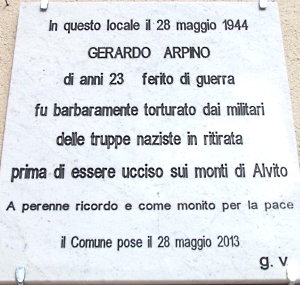 In questo locale il 28 maggio 1944
GERARDO ARPINO
di anni 23 ferito di guerra
fu barbaramente torturato dai militari
delle truppe naziste in ritirata
prima di essere ucciso sui monti di Alvito
A perenne ricordo e come monito per la pace
il Comune pose il 28 maggio 2013
g. v.